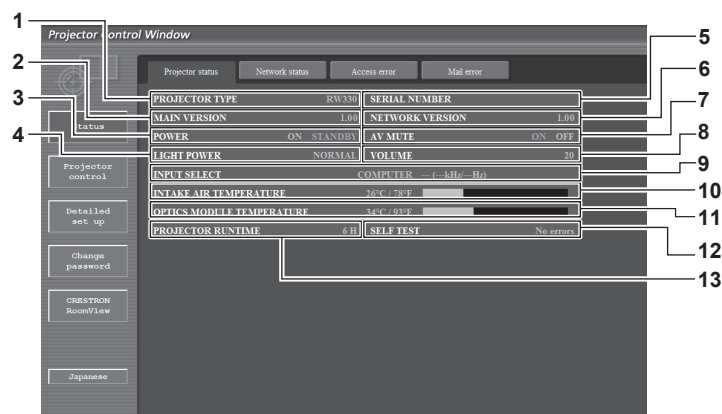 Projector Control Window
Projector status Network status Access error Mail error
PROJECTOR TYPE RW330 SERIAL NUMBER
MAIN VERSION 1.00 NETWORK VERSION 1.00
POWER ON STANDBY AV MUTE ON OFF
LIGHT POWER NORMAL VOLUME 20
INPUT SELECT COMPUTER --- (---kHz/---Hz)
INTAKE AIR TEMPERATURE 26°C / 78°F
OPTICS MODULE TEMPERATURE 34°C / 93°F
PROJECTOR RUNTIME 6 H SELF TEST No errors
Status
Projector
control
Detailed
set up
Change
password
CRESTRON
RoomView
Japanese
1
2
3
4
5
6
7
8
9
10
11
12
13